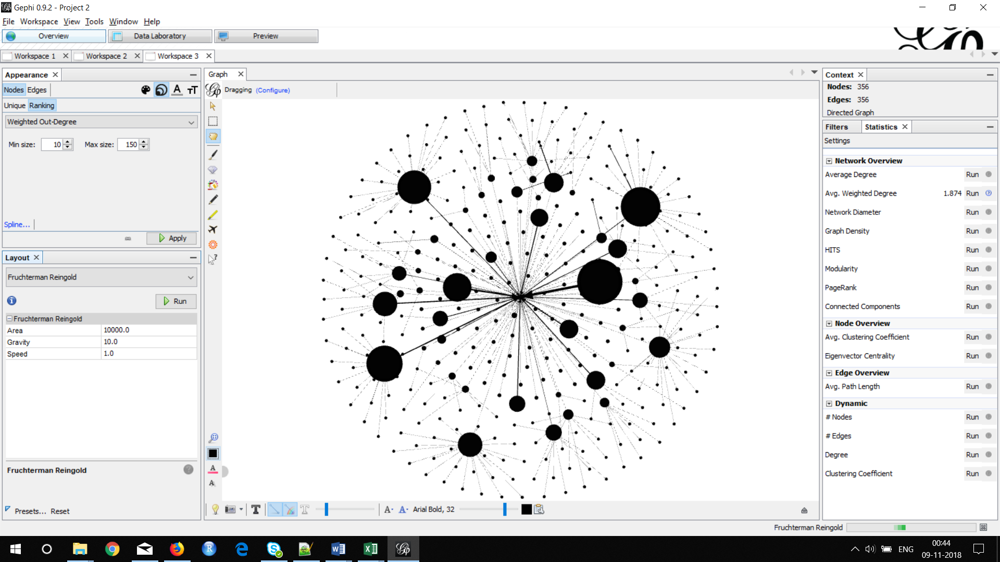 Gephi 0.9.2 - Project 2
File Workspace View Tools Window Help
Overview Data Laboratory Preview
Workspace 1 Workspace 2 Workspace 3
Appearance
Nodes Edges
Unique Ranking
Weighted Out-Degree
Min size: 10 Max size: 150
Spline...
Apply
Layout
Fruchterman Reingold
Run
Fruchterman Reingold
Area 10000.0
Gravity 10.0
Speed 1.0
Fruchterman Reingold
Presets... Reset
Graph
Dragging (Configure)
Arial Bold, 32
Context
Nodes: 356
Edges: 356
Directed Graph
Filters Statistics
Settings
Network Overview
Average Degree Run
Avg. Weighted Degree 1.874 Run
Network Diameter Run
Graph Density Run
HITS Run
Modularity Run
PageRank Run
Connected Components Run
Node Overview
Avg. Clustering Coefficient Run
Eigenvector Centrality Run
Edge Overview
Avg. Path Length Run
Dynamic
# Nodes Run
# Edges Run
Degree Run
Clustering Coefficient Run
Fruchterman Reingold
ENG
00:44
09-11-2018